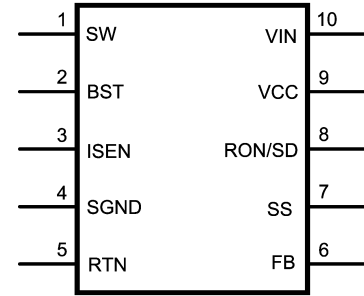 1 SW VIN 10
2 BST VCC 9
3 ISEN RON/SD 8
4 SGND SS 7
5 RTN FB 6